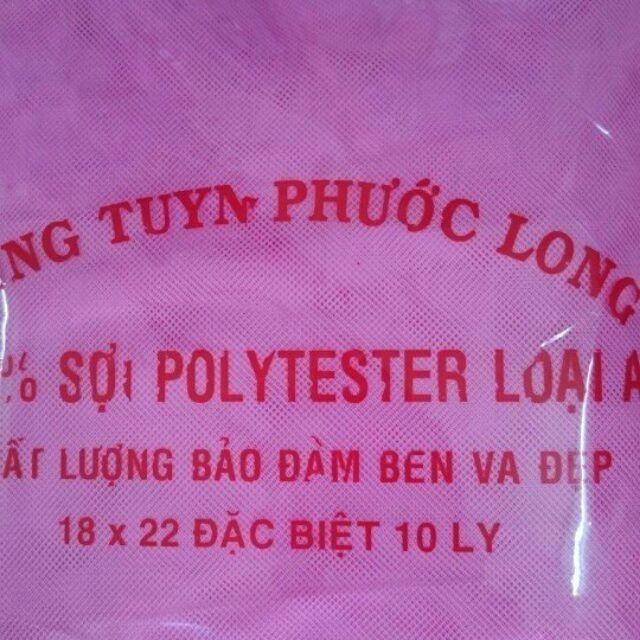 NG TUYN PHƯỚC LONG
% SỢI POLYTESTER LOẠI A
ẤT LƯỢNG BẢO ĐÀM BEN VA ĐẸP
18 x 22 ĐẶC BIỆT 10 LY